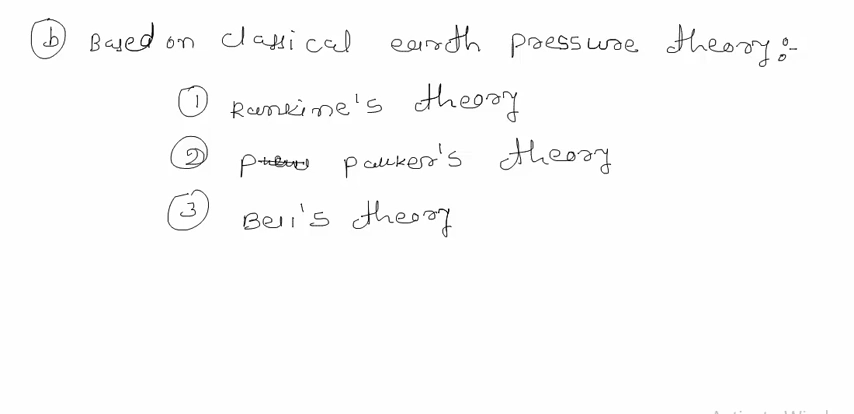 (b) Based on classical earth pressure theory:-
(1) Rankine's theory
(2) Pauker's theory
(3) Bell's theory